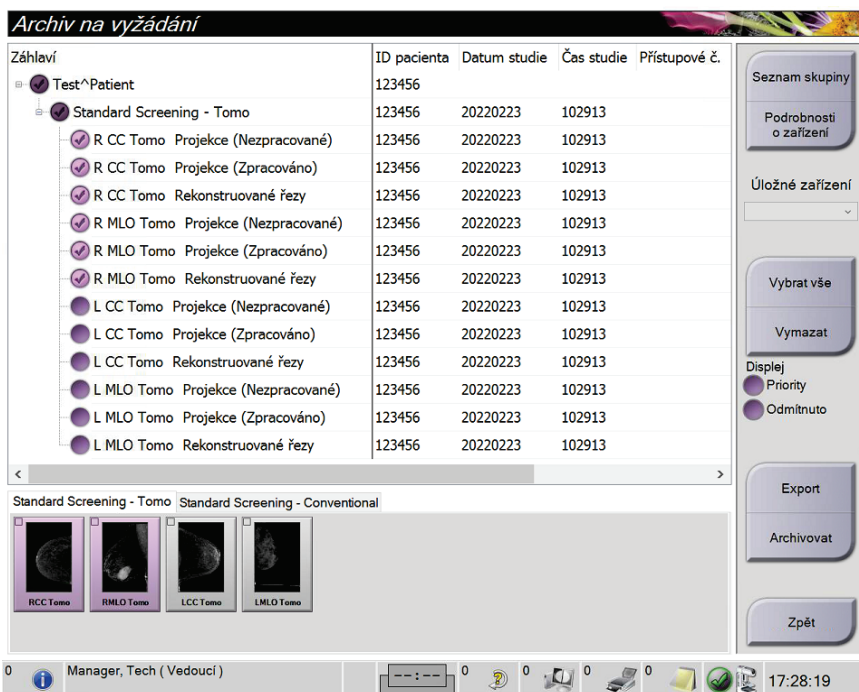 Archiv na vyžádání
Záhlaví ID pacienta Datum studie Čas studie Přístupové č.
Test^Patient 123456
Standard Screening - Tomo 123456 20220223 102913
R CC Tomo Projekce (Nezpracované) 123456 20220223 102913
R CC Tomo Projekce (Zpracováno) 123456 20220223 102913
R CC Tomo Rekonstruované řezy 123456 20220223 102913
R MLO Tomo Projekce (Nezpracované) 123456 20220223 102913
R MLO Tomo Projekce (Zpracováno) 123456 20220223 102913
R MLO Tomo Rekonstruované řezy 123456 20220223 102913
L CC Tomo Projekce (Nezpracované) 123456 20220223 102913
L CC Tomo Projekce (Zpracováno) 123456 20220223 102913
L CC Tomo Rekonstruované řezy 123456 20220223 102913
L MLO Tomo Projekce (Nezpracované) 123456 20220223 102913
L MLO Tomo Projekce (Zpracováno) 123456 20220223 102913
L MLO Tomo Rekonstruované řezy 123456 20220223 102913
Seznam skupiny
Podrobnosti
o zařízení
Úložné zařízení
Vybrat vše
Vymazat
Displej
Priority
Odmítnuto
Export
Archivovat
Zpět
Standard Screening - Tomo Standard Screening - Conventional
RCC Tomo RMLO Tomo LCC Tomo LMLO Tomo
0 Manager, Tech ( Vedoucí ) --:-- 0 0 0 0 17:28:19